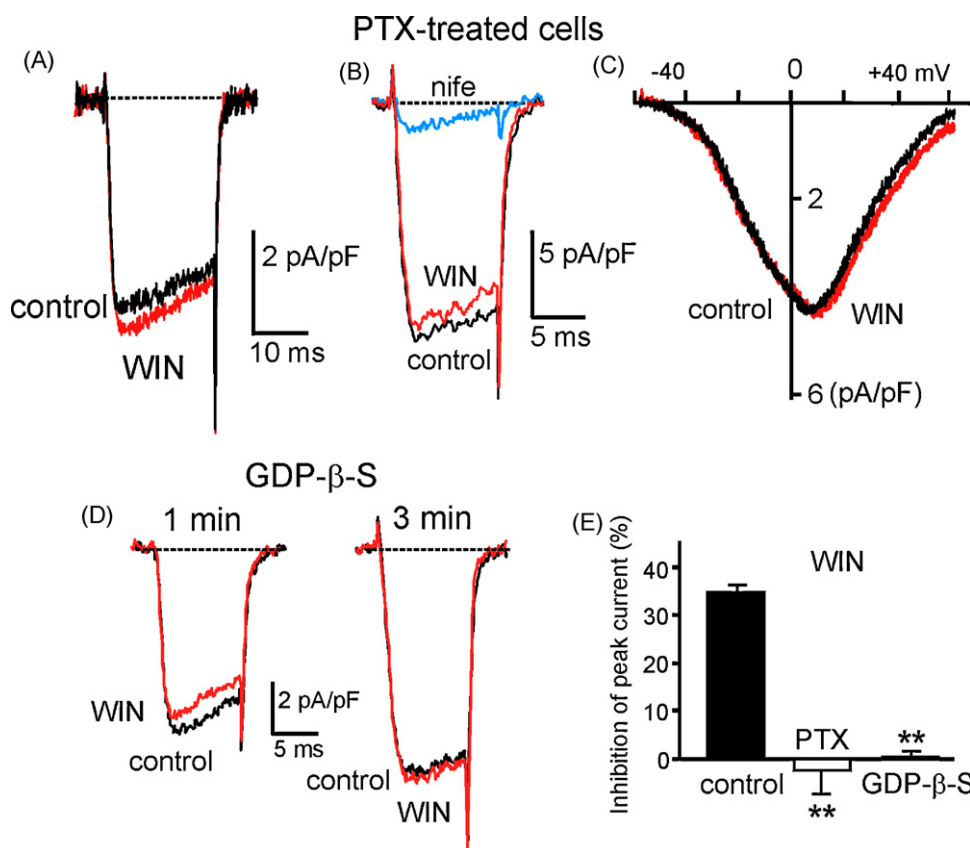 PTX-treated cells
(A)
control
WIN
2 pA/pF
10 ms
(B)
nife
WIN
control
5 pA/pF
5 ms
(C)
-40
0
+40 mV
2
control
WIN
6 (pA/pF)
GDP-β-S
(D)
1 min
WIN
control
2 pA/pF
5 ms
3 min
control
WIN
(E)
Inhibition of peak current (%)
40
30
20
10
0
WIN
PTX
**
**
control
GDP-β-S